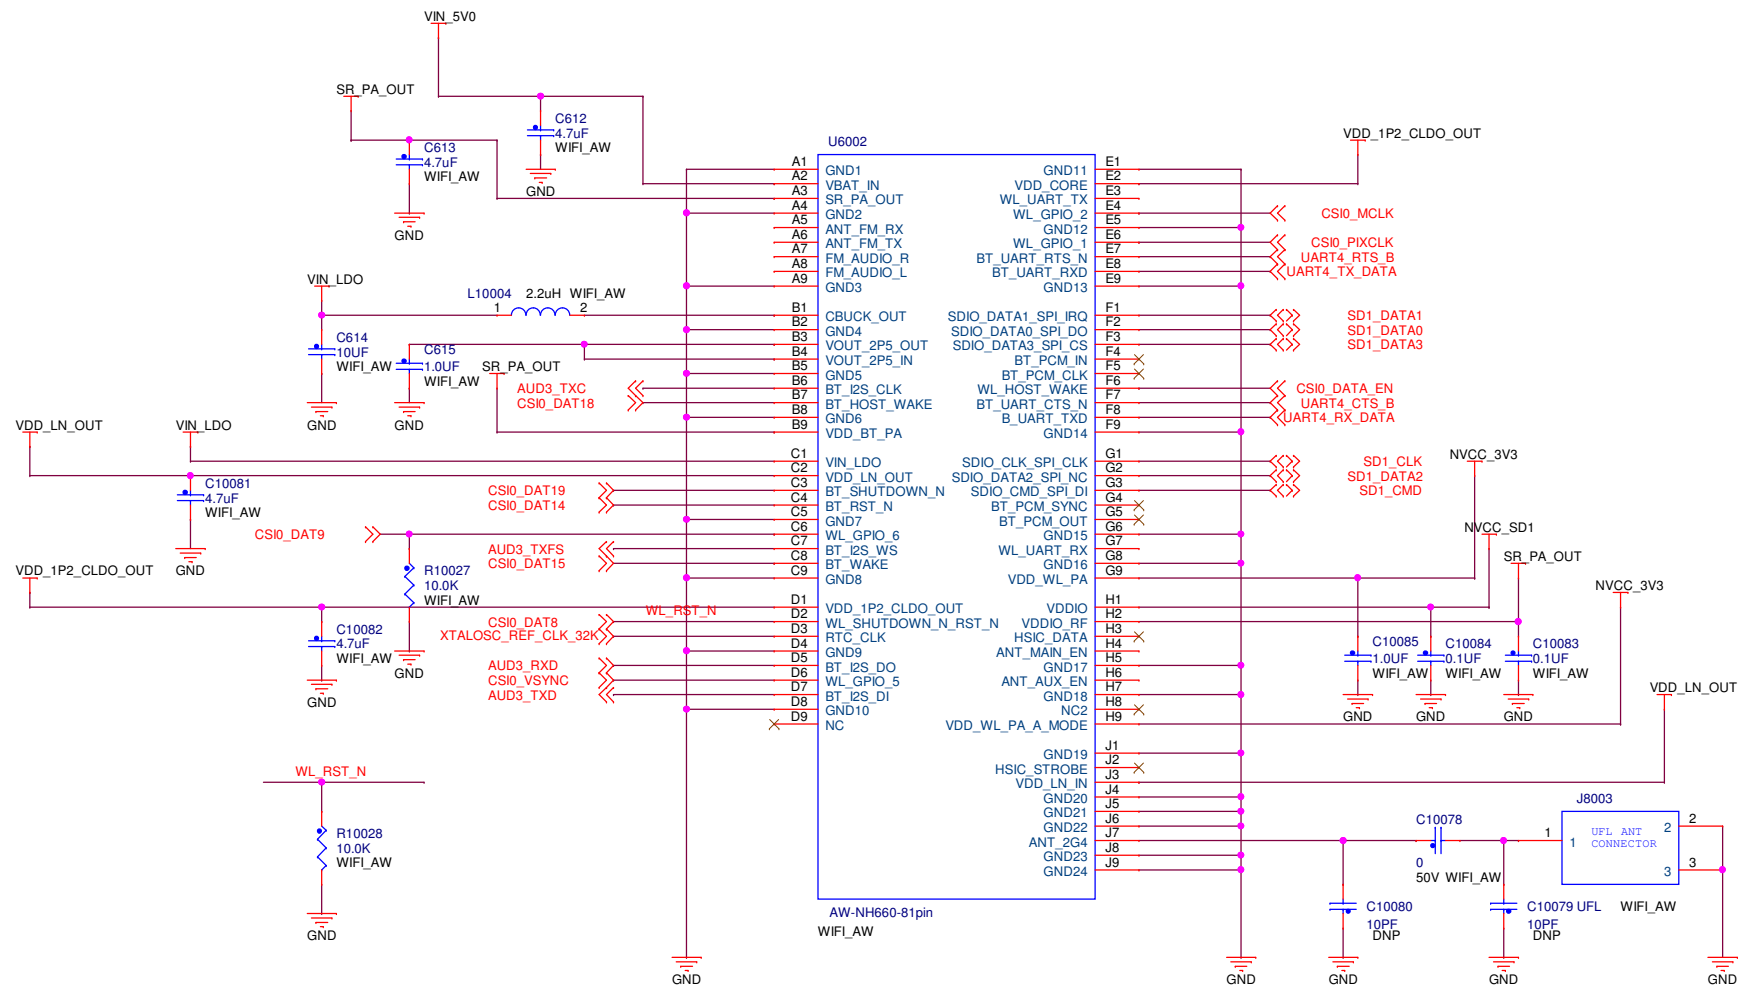 VIN_5V0
SR_PA_OUT
C612
4.7uF
WIFI_AW
GND
C613
4.7uF
WIFI_AW
GND
VIN_LDO
L10004 2.2uH WIFI_AW
1 2
C614
10UF
WIFI_AW
GND
C615
1.0UF
WIFI_AW
GND
SR_PA_OUT
AUD3_TXC
CSI0_DAT18
VDD_LN_OUT
VIN_LDO
C10081
4.7uF
WIFI_AW
GND
CSI0_DAT19
CSI0_DAT14
CSI0_DAT9
AUD3_TXFS
CSI0_DAT15
R10027
10.0K
WIFI_AW
GND
VDD_1P2_CLDO_OUT
C10082
4.7uF
WIFI_AW
GND
WL_RST_N
CSI0_DAT8
XTALOSC_REF_CLK_32K
AUD3_RXD
CSI0_VSYNC
AUD3_TXD
WL_RST_N
R10028
10.0K
WIFI_AW
GND
GND
U6002
A1 GND1
A2 VBAT_IN
A3 SR_PA_OUT
A4 GND2
A5 ANT_FM_RX
A6 ANT_FM_TX
A7 FM_AUDIO_R
A8 FM_AUDIO_L
A9 GND3
B1 CBUCK_OUT
B2 GND4
B3 VOUT_2P5_OUT
B4 VOUT_2P5_IN
B5 GND5
B6 BT_I2S_CLK
B7 BT_HOST_WAKE
B8 GND6
B9 VDD_BT_PA
C1 VIN_LDO
C2 VDD_LN_OUT
C3 BT_SHUTDOWN_N
C4 BT_RST_N
C5 GND7
C6 WL_GPIO_6
C7 BT_I2S_WS
C8 BT_WAKE
C9 GND8
D1 VDD_1P2_CLDO_OUT
D2 WL_SHUTDOWN_N_RST_N
D3 RTC_CLK
D4 GND9
D5 BT_I2S_DO
D6 WL_GPIO_5
D7 BT_I2S_DI
D8 GND10
D9 NC
GND11 E1
VDD_CORE E2
WL_UART_TX E3
WL_GPIO_2 E4
GND12 E5
WL_GPIO_1 E6
BT_UART_RTS_N E7
BT_UART_RXD E8
GND13 E9
SDIO_DATA1_SPI_IRQ F1
SDIO_DATA0_SPI_DO F2
SDIO_DATA3_SPI_CS F3
BT_PCM_IN F4
BT_PCM_CLK F5
WL_HOST_WAKE F6
BT_UART_CTS_N F7
B_UART_TXD F8
GND14 F9
SDIO_CLK_SPI_CLK G1
SDIO_DATA2_SPI_NC G2
SDIO_CMD_SPI_DI G3
BT_PCM_SYNC G4
BT_PCM_OUT G5
GND15 G6
WL_UART_RX G7
GND16 G8
VDD_WL_PA G9
VDDIO H1
VDDIO_RF H2
HSIC_DATA H3
ANT_MAIN_EN H4
GND17 H5
ANT_AUX_EN H6
GND18 H7
NC2 H8
VDD_WL_PA_A_MODE H9
GND19 J1
HSIC_STROBE J2
VDD_LN_IN J3
GND20 J4
GND21 J5
GND22 J6
ANT_2G4 J7
GND23 J8
GND24 J9
AW-NH660-81pin
WIFI_AW
VDD_1P2_CLDO_OUT
CSI0_MCLK
CSI0_PIXCLK
UART4_RTS_B
UART4_TX_DATA
SD1_DATA1
SD1_DATA0
SD1_DATA3
CSI0_DATA_EN
UART4_CTS_B
UART4_RX_DATA
SD1_CLK
SD1_DATA2
SD1_CMD
NVCC_3V3
NVCC_SD1
SR_PA_OUT
NVCC_3V3
C10085
1.0UF
WIFI_AW
GND
C10084
0.1UF
WIFI_AW
GND
C10083
0.1UF
WIFI_AW
GND
VDD_LN_OUT
C10078
0
50V WIFI_AW
J8003
UFL ANT
CONNECTOR
1 1
2 2
3 3
WIFI_AW
C10080
10PF
DNP
GND
C10079 UFL
10PF
DNP
GND
GND
GND